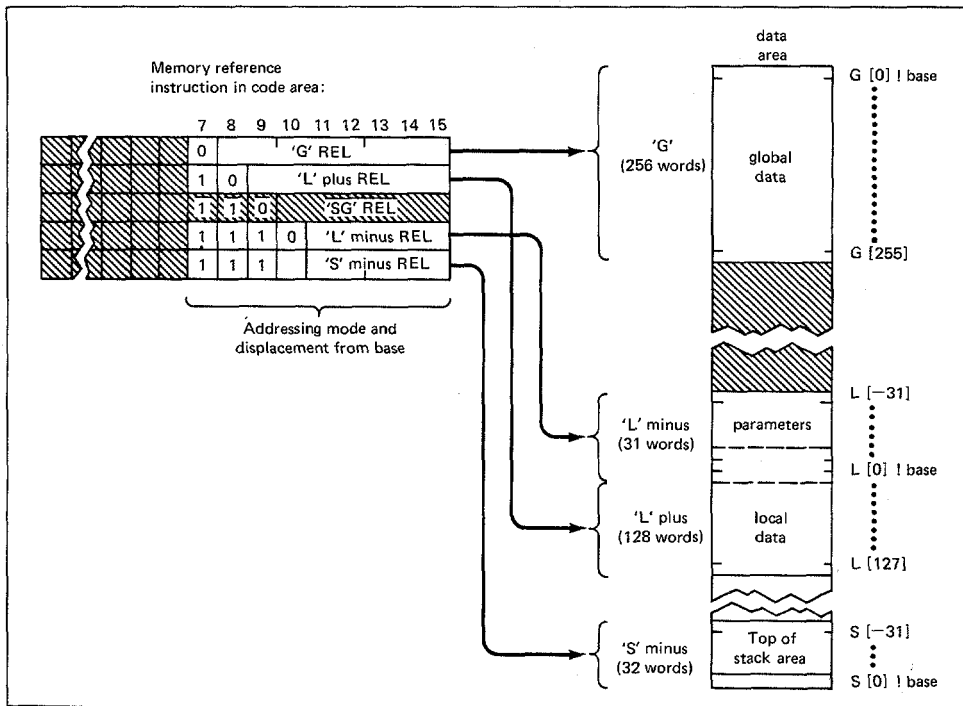 data
area
Memory reference
instruction in code area:
7 8 9 10 11 12 13 14 15
0 'G' REL
1 0 'L' plus REL
1 1 0 'SG' REL
1 1 1 0 'L' minus REL
1 1 1 'S' minus REL
Addressing mode and
displacement from base
'G'
(256 words)
global
data
G [0] ! base
G [255]
L [−31]
'L' minus
(31 words)
parameters
L [0] ! base
'L' plus
(128 words)
local
data
L [127]
'S' minus
(32 words)
Top of
stack area
S [−31]
S [0] ! base